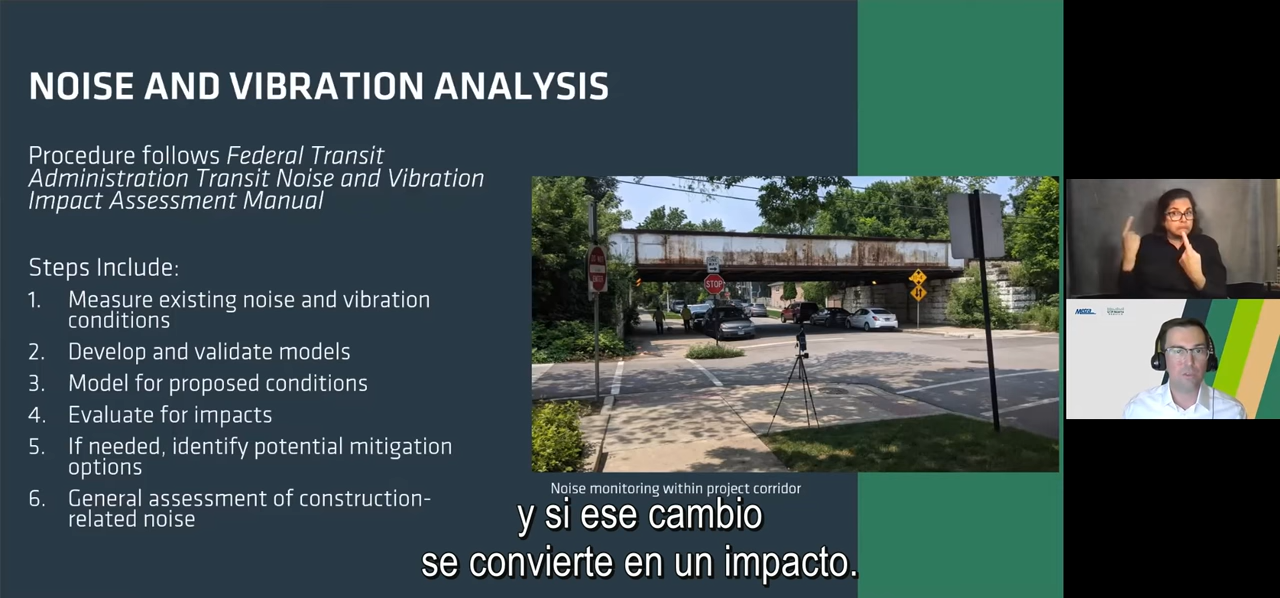 NOISE AND VIBRATION ANALYSIS
Procedure follows Federal Transit
Administration Transit Noise and Vibration
Impact Assessment Manual
Steps Include:
1. Measure existing noise and vibration
conditions
2. Develop and validate models
3. Model for proposed conditions
4. Evaluate for impacts
5. If needed, identify potential mitigation
options
6. General assessment of construction-
related noise
STOP
Noise monitoring within project corridor
y si ese cambio
se convierte en un impacto.
Metra